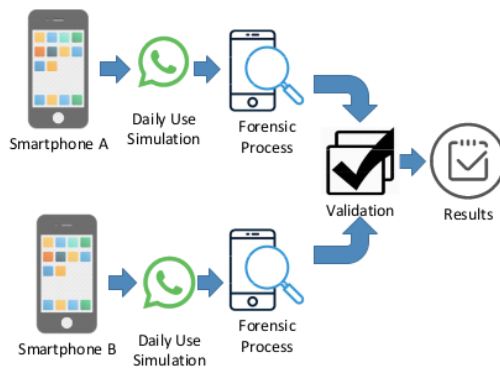 Smartphone A
Daily Use
Simulation
Forensic
Process
Validation
Results
Smartphone B
Daily Use
Simulation
Forensic
Process